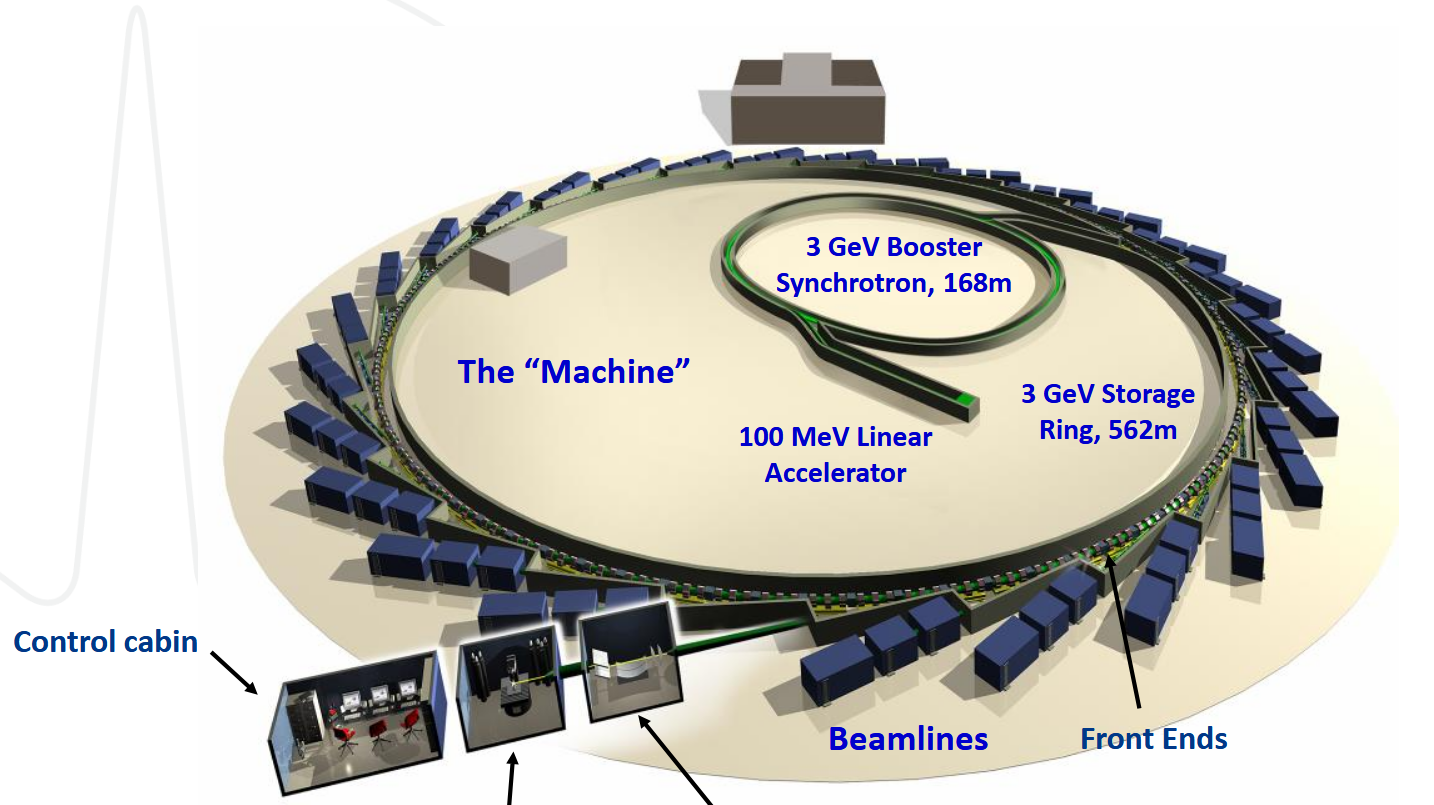 3 GeV Booster
Synchrotron, 168m
The “Machine”
3 GeV Storage
Ring, 562m
100 MeV Linear
Accelerator
Control cabin
Beamlines
Front Ends